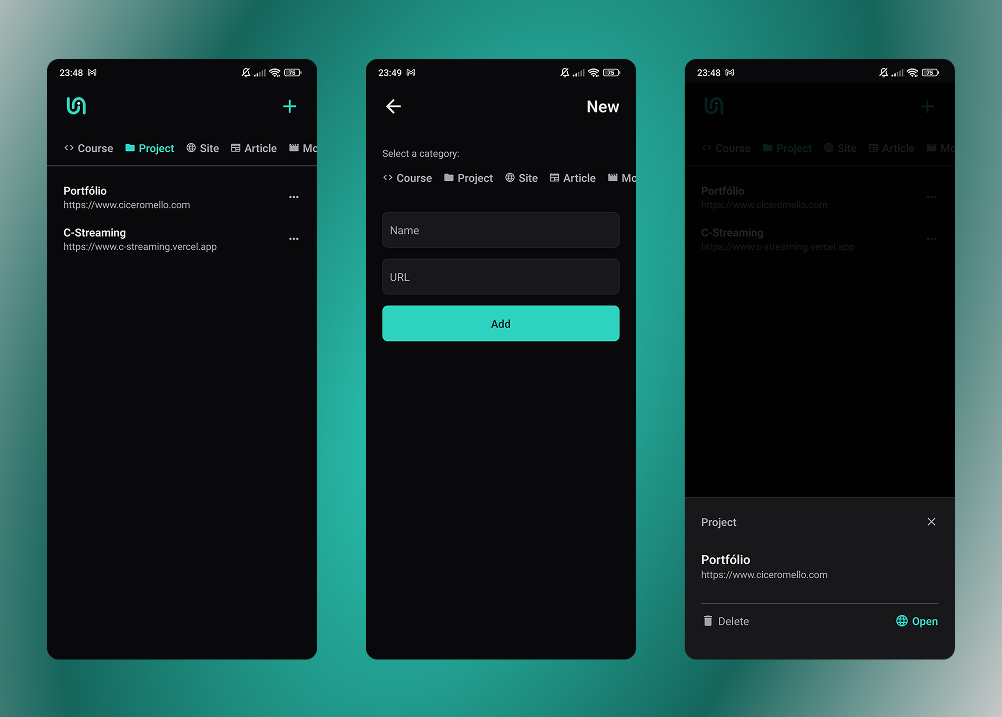 23:48
75
Course Project Site Article Mo
Portfólio
https://www.ciceromello.com
C-Streaming
https://www.c-streaming.vercel.app
23:49
75
New
Select a category:
Course Project Site Article Mo
Name
URL
Add
23:48
75
Course Project Site Article Mo
Portfólio
https://www.ciceromello.com
C-Streaming
https://www.c-streaming.vercel.app
Project
Portfólio
https://www.ciceromello.com
Delete Open